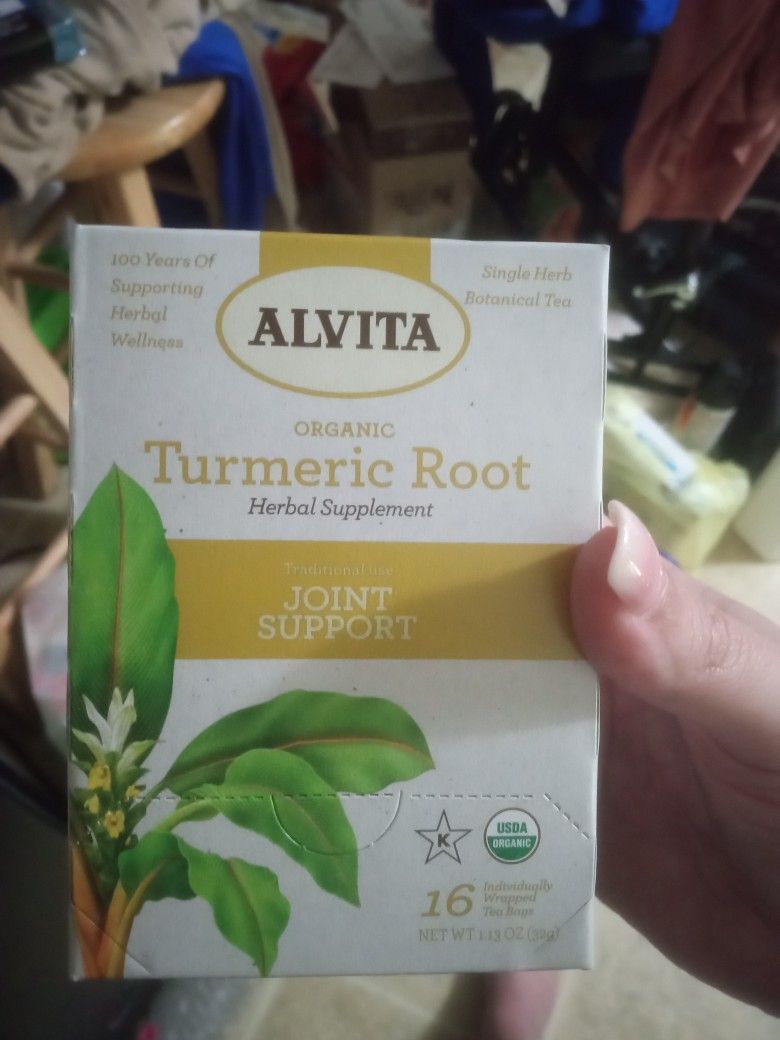 100 Years Of
Supporting
Herbal
Wellness
ALVITA
Single Herb
Botanical Tea
ORGANIC
Turmeric Root
Herbal Supplement
Traditional use
JOINT
SUPPORT
K
USDA
ORGANIC
16
Individually
Wrapped
Tea Bags
NET WT 1.13 OZ (32g)